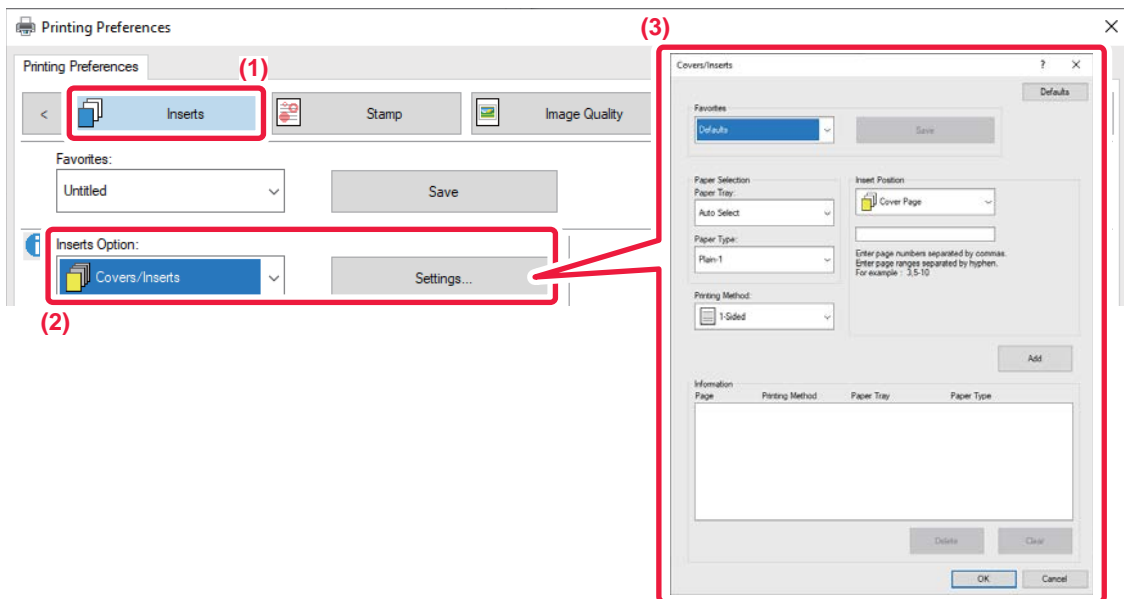 Printing Preferences
(3)
Printing Preferences
(1)
<
Inserts
Stamp
Image Quality
Favorites:
Untitled
Save
Inserts Option:
Covers/Inserts
Settings...
(2)
Covers/Inserts
?
Defaults
Favorites
Defaults
Save
Paper Selection
Paper Tray:
Auto Select
Paper Type:
Plain-1
Insert Position
Cover Page
Enter page numbers separated by commas.
Enter page ranges separated by hyphen.
For example : 3,5-10
Printing Method:
1-Sided
Add
Information
Page Printing Method Paper Tray Paper Type
Delete
Clear
OK
Cancel